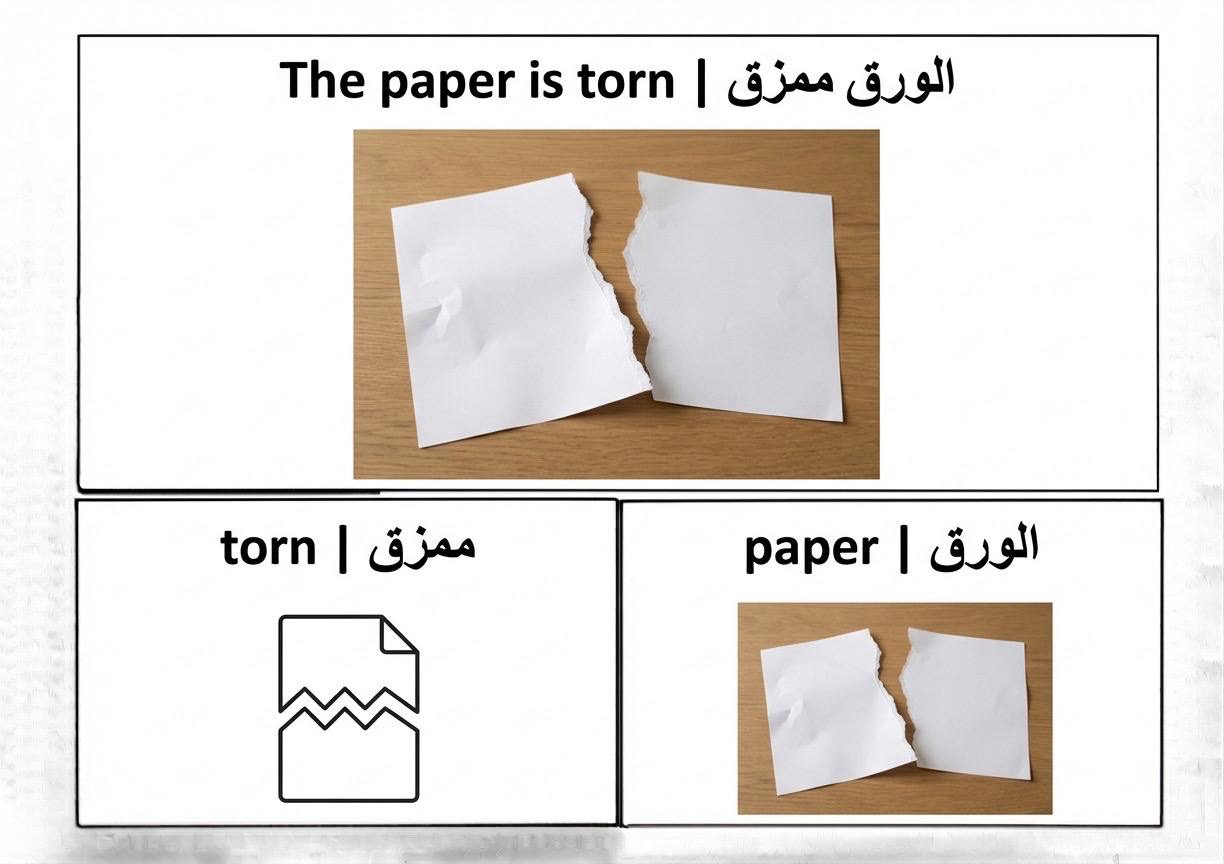 The paper is torn | الورق ممزق
torn | ممزق
paper | الورق